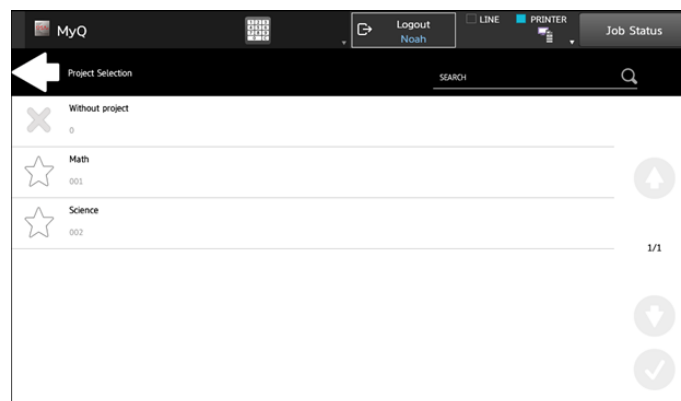 MyQ
Logout
Noah
LINE
PRINTER
Job Status
Project Selection
SEARCH
Without project
0
Math
001
Science
002
1/1